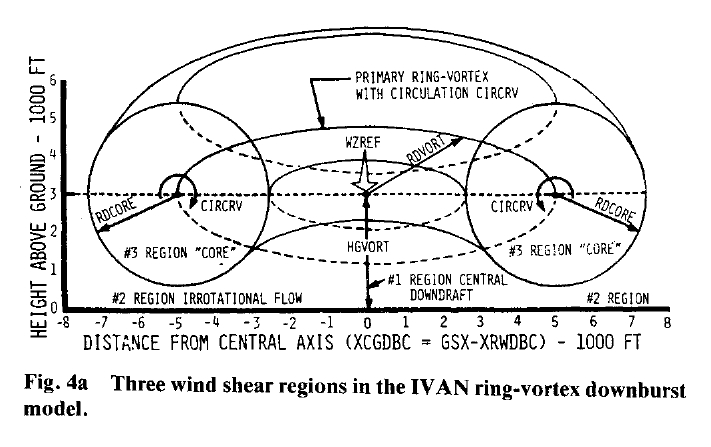 PRIMARY RING-VORTEX
WITH CIRCULATION CIRCRV
WZREF
RDVORT
RDCORE
CIRCRV
CIRCRV
RDCORE
#3 REGION "CORE"
HGVORT
#3 REGION "CORE"
#1 REGION CENTRAL
DOWNDRAFT
#2 REGION IRROTATIONAL FLOW
#2 REGION
HEIGHT ABOVE GROUND - 1000 FT
6
5
4
3
2
1
0
-8 -7 -6 -5 -4 -3 -2 -1 0 1 2 3 4 5 6 7 8
DISTANCE FROM CENTRAL AXIS (XCGDBC = GSX-XRWDBC) - 1000 FT
Fig. 4a Three wind shear regions in the IVAN ring-vortex downburst
model.